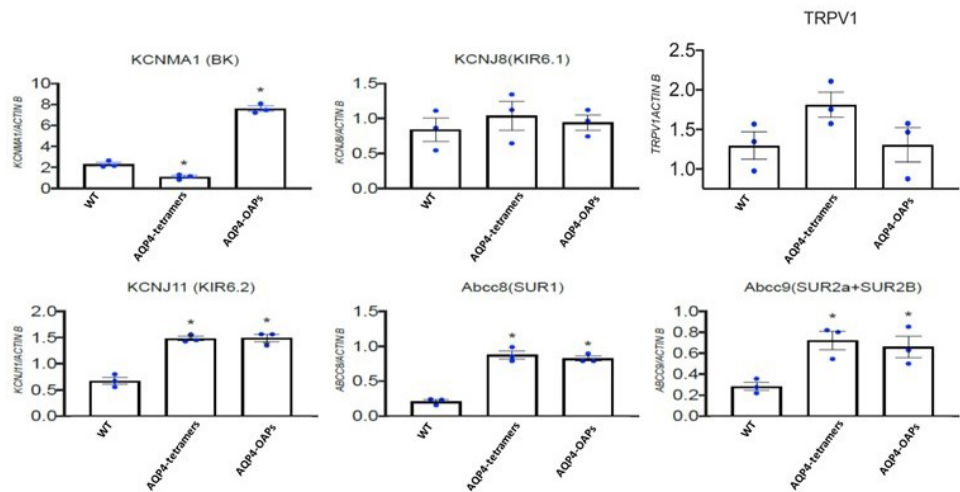 KCNMA1 (BK)
KCNMA1/ACTIN B
10
8
6
4
2
0
*
*
WT
AQP4-tetramers
AQP4-OAPs
KCNJ8(KIR6.1)
KCNJ8/ACTIN B
1.5
1.0
0.5
0.0
WT
AQP4-tetramers
AQP4-OAPs
TRPV1
TRPV1ACTIN B
2.5
2.0
1.5
1.0
WT
AQP4-tetramers
AQP4-OAPs
KCNJ11 (KIR6.2)
KCNJ11/ACTIN B
2.0
1.5
1.0
0.5
0.0
*
*
WT
AQP4-tetramers
AQP4-OAPs
Abcc8(SUR1)
ABCC8/ACTIN B
1.5
1.0
0.5
0.0
*
*
WT
AQP4-tetramers
AQP4-OAPs
Abcc9(SUR2a+SUR2B)
ABCC9/ACTIN B
1.0
0.8
0.6
0.4
0.2
0.0
*
*
WT
AQP4-tetramers
AQP4-OAPs